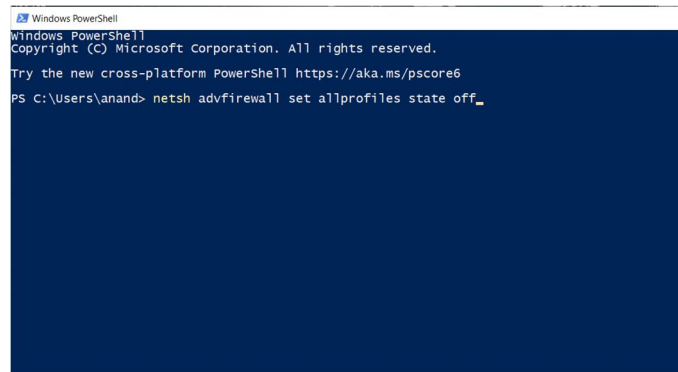 Windows PowerShell
Windows PowerShell
Copyright (C) Microsoft Corporation. All rights reserved.
Try the new cross-platform PowerShell https://aka.ms/pscore6
PS C:\Users\anand> netsh advfirewall set allprofiles state off